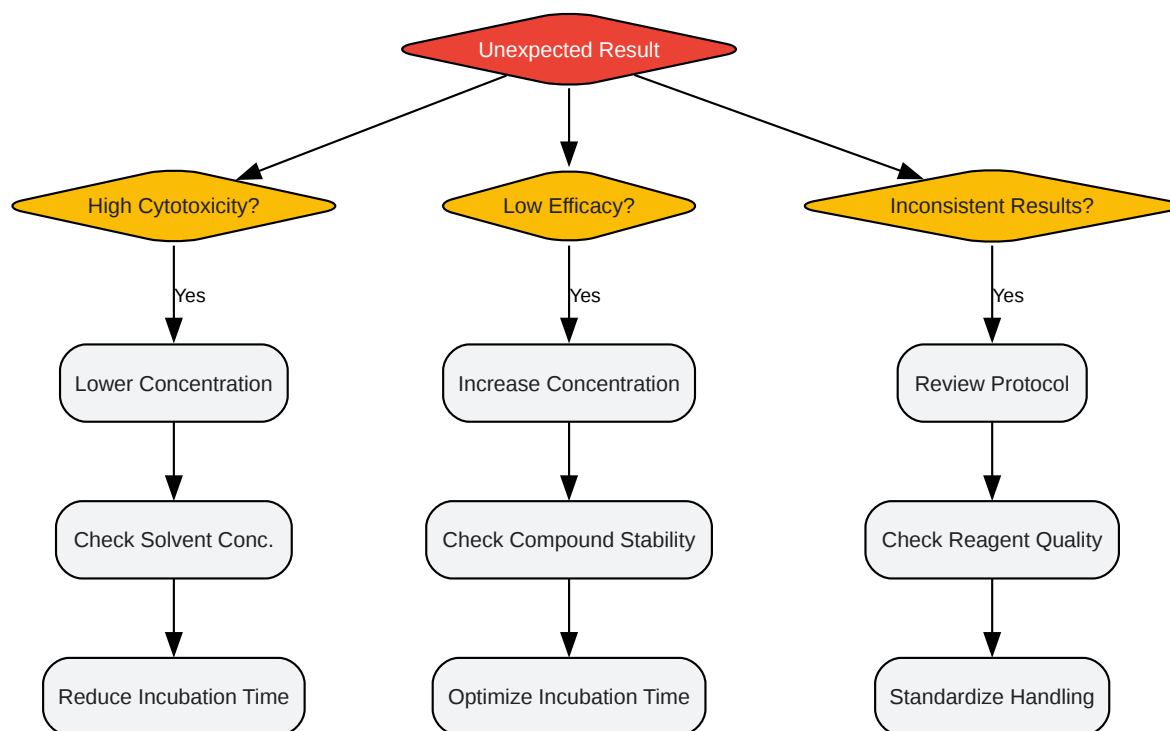 Unexpected Result
High Cytotoxicity?
Low Efficacy?
Inconsistent Results?
Yes
Yes
Yes
Lower Concentration
Increase Concentration
Review Protocol
Check Solvent Conc.
Check Compound Stability
Check Reagent Quality
Reduce Incubation Time
Optimize Incubation Time
Standardize Handling